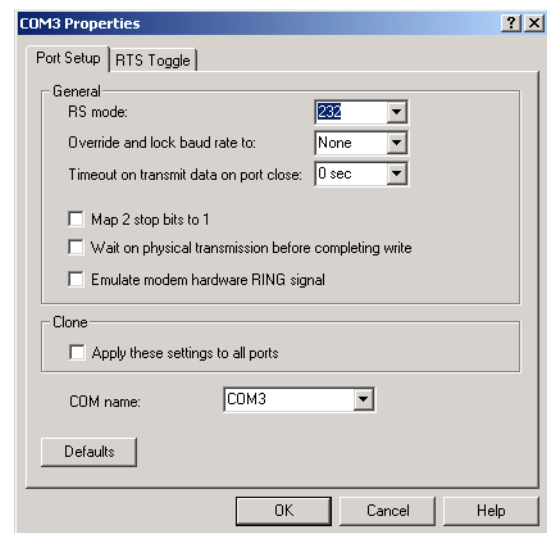 COM3 Properties
Port Setup RTS Toggle
General
RS mode: 232
Override and lock baud rate to: None
Timeout on transmit data on port close: 0 sec
Map 2 stop bits to 1
Wait on physical transmission before completing write
Emulate modem hardware RING signal
Clone
Apply these settings to all ports
COM name: COM3
Defaults
OK Cancel Help